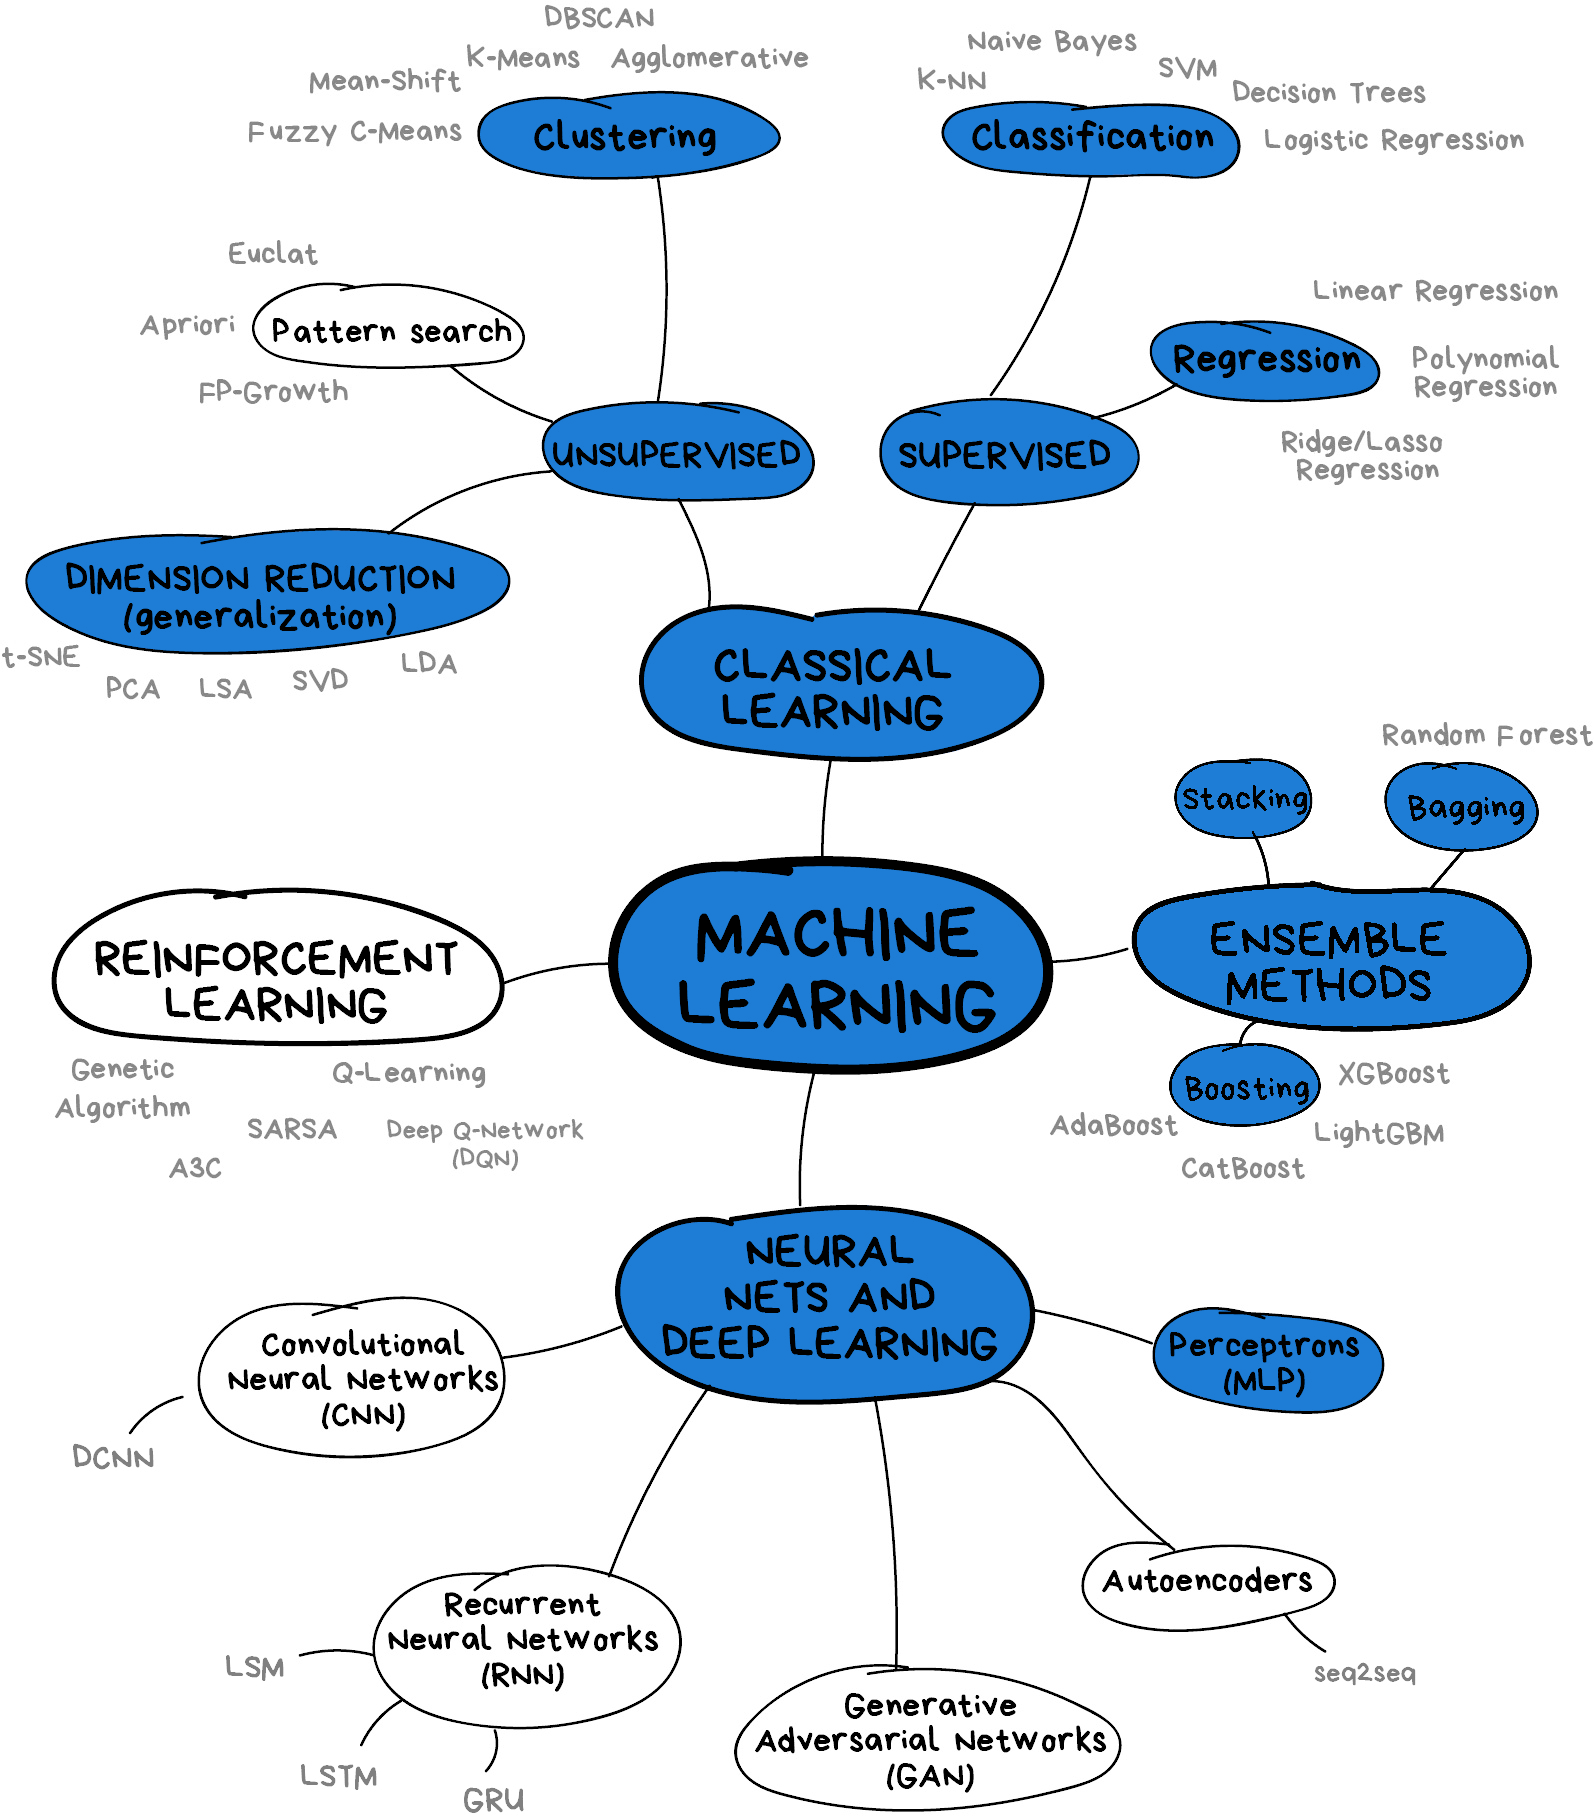 DBSCAN
K-Means
Agglomerative
Mean-Shift
Fuzzy C-Means
Clustering
Naive Bayes
K-NN
SVM
Decision Trees
Classification
Logistic Regression
Euclat
Apriori
Pattern search
FP-Growth
Linear Regression
Regression
Polynomial
Regression
Ridge/Lasso
Regression
UNSUPERVISED
SUPERVISED
DIMENSION REDUCTION
(generalization)
t-SNE
PCA
LSA
SVD
LDA
CLASSICAL
LEARNING
Random Forest
Stacking
Bagging
ENSEMBLE
METHODS
MACHINE
LEARNING
REINFORCEMENT
LEARNING
Genetic
Algorithm
Q-Learning
SARSA
Deep Q-Network
(DQN)
A3C
Boosting
XGBoost
AdaBoost
LightGBM
CatBoost
NEURAL
NETS AND
DEEP LEARNING
Convolutional
Neural Networks
(CNN)
DCNN
Perceptrons
(MLP)
Autoencoders
seq2seq
Recurrent
Neural Networks
(RNN)
LSM
LSTM
GRU
Generative
Adversarial Networks
(GAN)